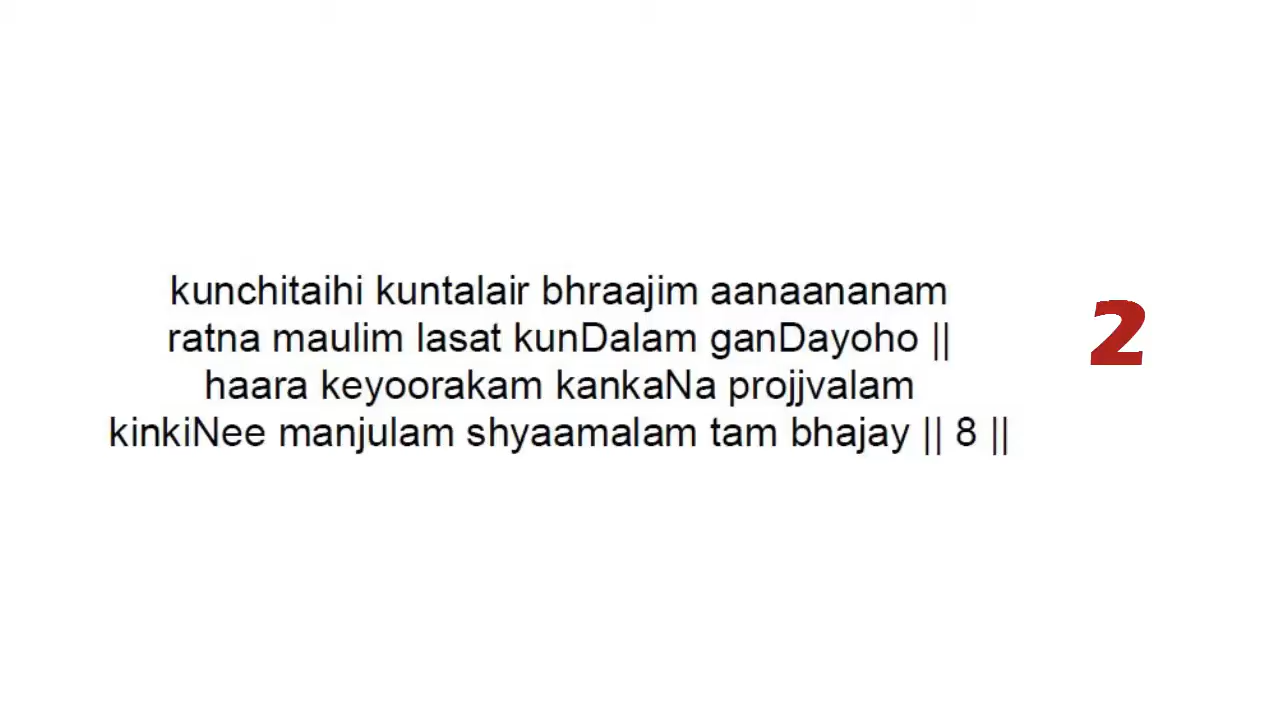 kunchitaihi kuntalair bhraajim aanaananam
ratna maulim lasat kunDalam ganDayoho ||
haara keyoorakam kankaNa projjvalam
kinkiNee manjulam shyaamalam tam bhajay || 8 ||
2